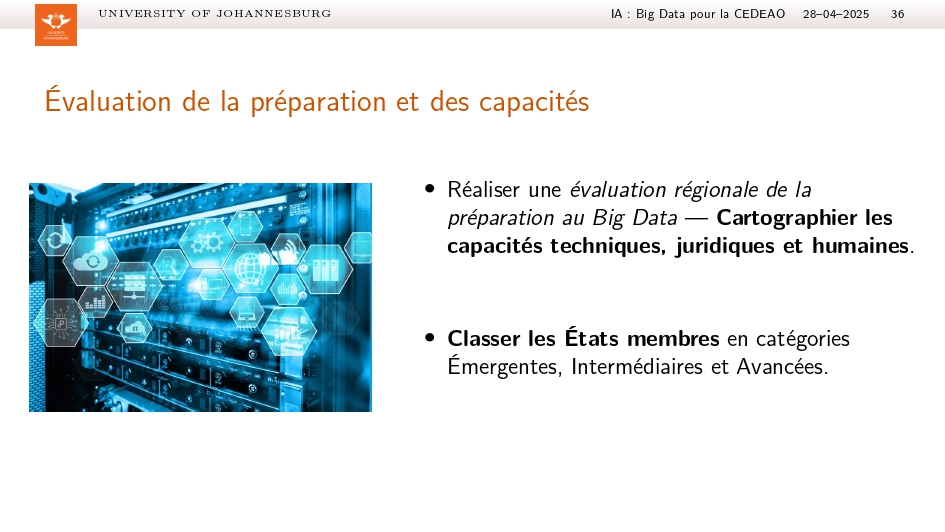 UNIVERSITY OF JOHANNESBURG
IA : Big Data pour la CEDEAO 28–04–2025 36
UNIVERSITY
JOHANNESBURG
Évaluation de la préparation et des capacités
• Réaliser une évaluation régionale de la
préparation au Big Data — Cartographier les
capacités techniques, juridiques et humaines.
• Classer les États membres en catégories
Émergentes, Intermédiaires et Avancées.